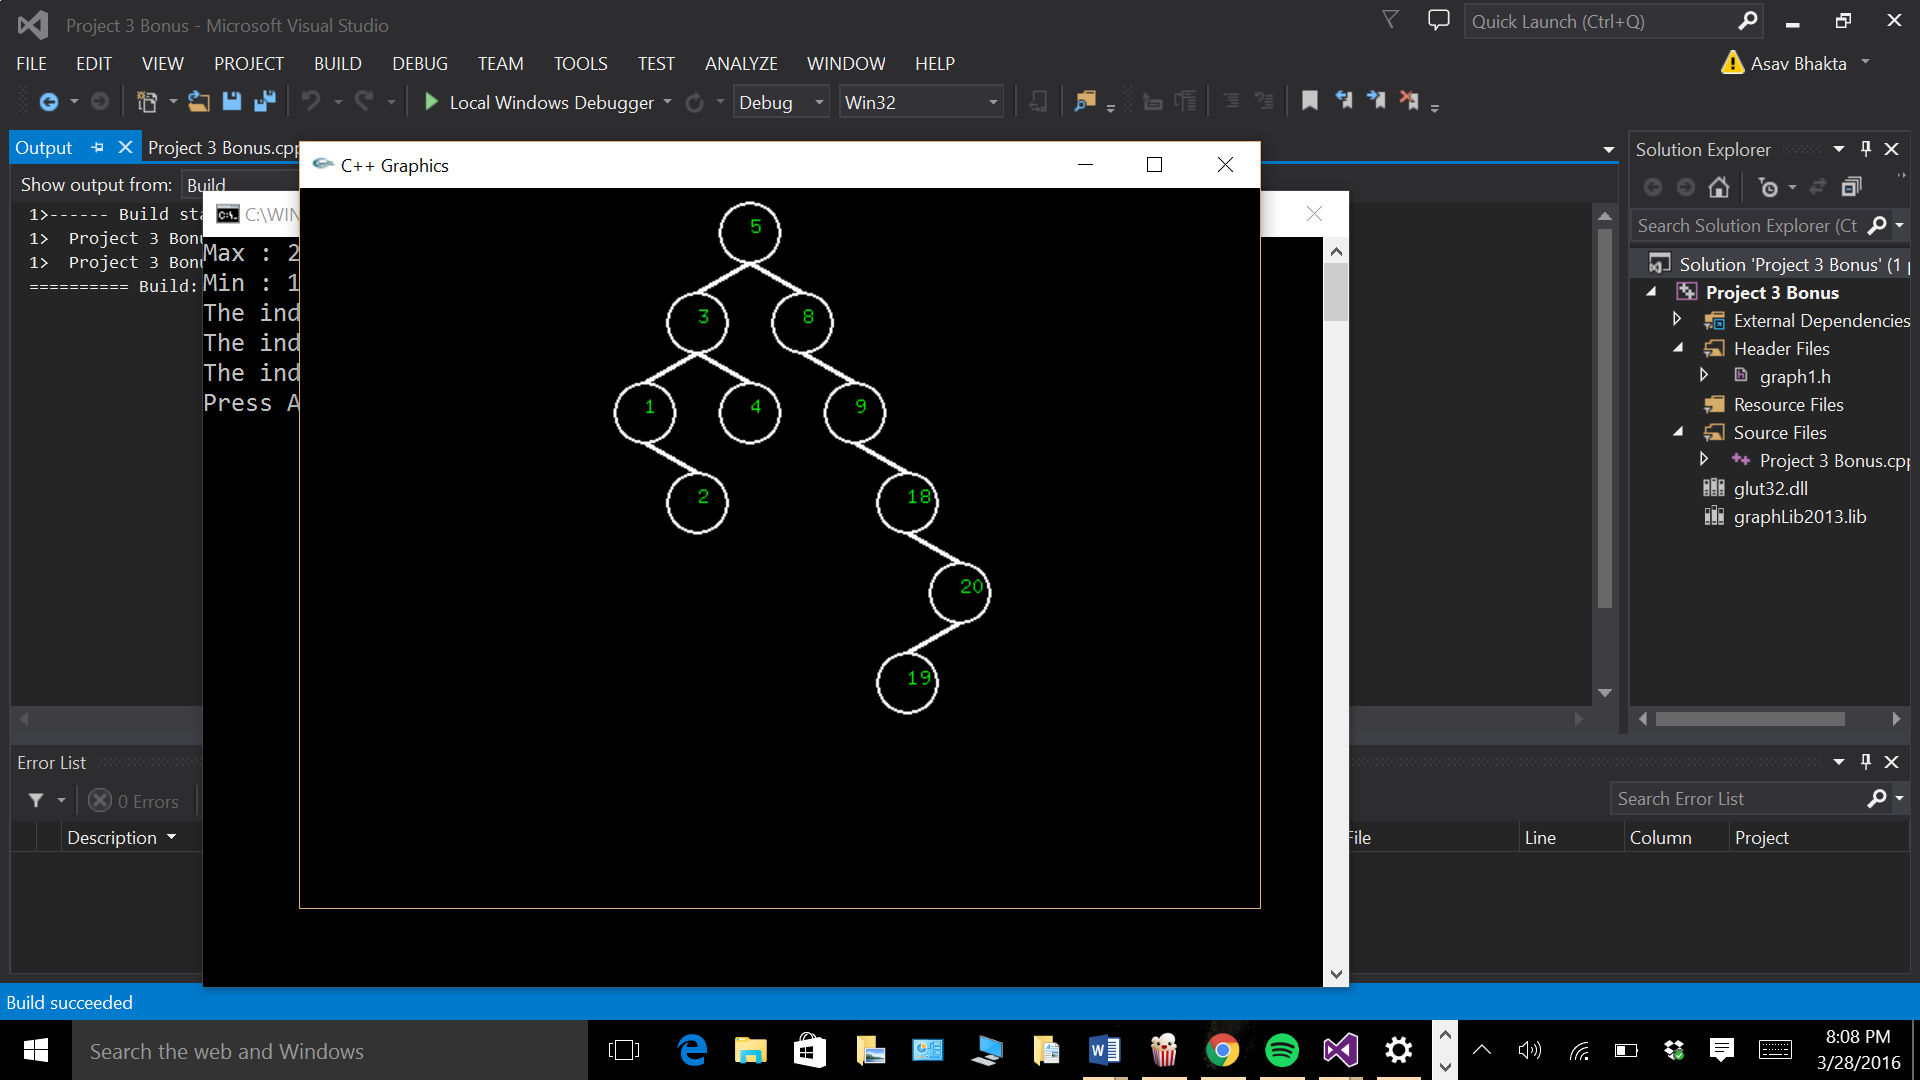 Project 3 Bonus - Microsoft Visual Studio
Quick Launch (Ctrl+Q)
FILE EDIT VIEW PROJECT BUILD DEBUG TEAM TOOLS TEST ANALYZE WINDOW HELP
Asav Bhakta
Local Windows Debugger Debug Win32
Output Project 3 Bonus.cpp
Show output from: Build
1>------ Build sta
1> Project 3 Bonu
1> Project 3 Bonu
========== Build:
C:\WIN
Max : 2
Min : 1
The ind
The ind
The ind
Press A
C++ Graphics
5
3 8
1 4 9
2 18
20
19
Solution Explorer
Search Solution Explorer (Ct
Solution 'Project 3 Bonus' (1 p
Project 3 Bonus
External Dependencies
Header Files
graph1.h
Resource Files
Source Files
Project 3 Bonus.cpp
glut32.dll
graphLib2013.lib
Error List
0 Errors
Search Error List
Description File Line Column Project
Build succeeded
Search the web and Windows
8:08 PM
3/28/2016